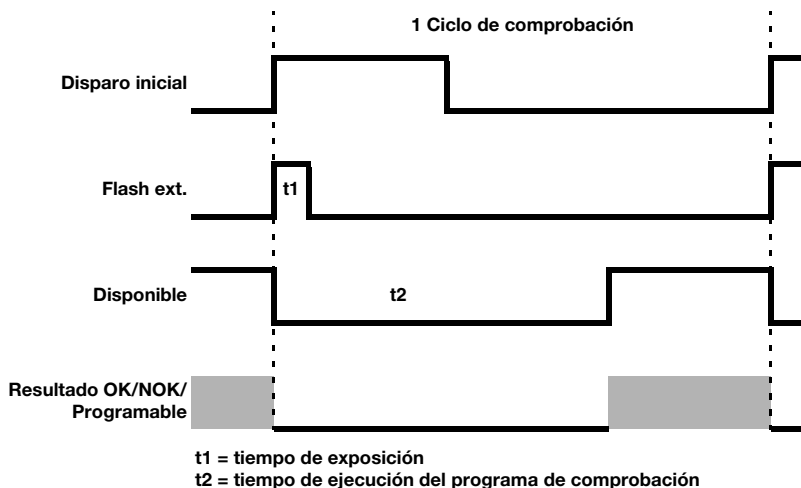 1 Ciclo de comprobación
Disparo inicial
Flash ext.
t1
Disponible
t2
Resultado OK/NOK/
Programable
t1 = tiempo de exposición
t2 = tiempo de ejecución del programa de comprobación